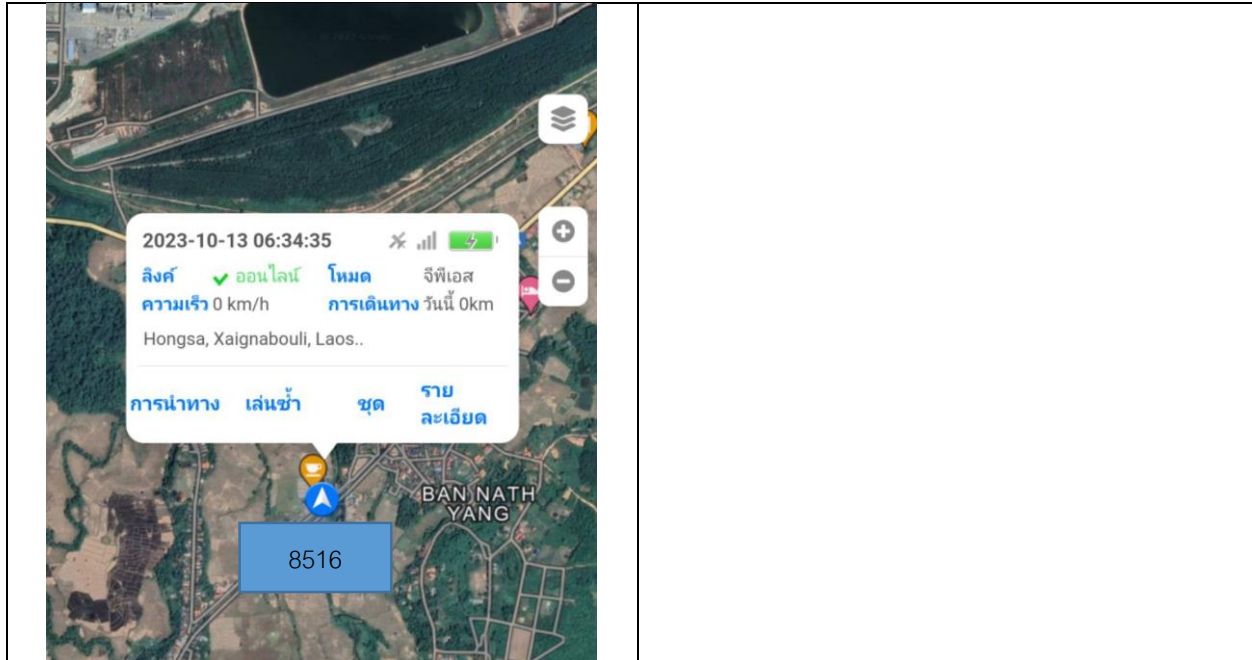 2023-10-13 06:34:35
ลิงค์ ออนไลน์ โหมด จีพีเอส
ความเร็ว 0 km/h การเดินทาง วันนี้ 0km
Hongsa, Xaignabouli, Laos..
การนำทาง เล่นซ้ำ ชุด ราย
ละเอียด
BAN NATH
YANG
8516